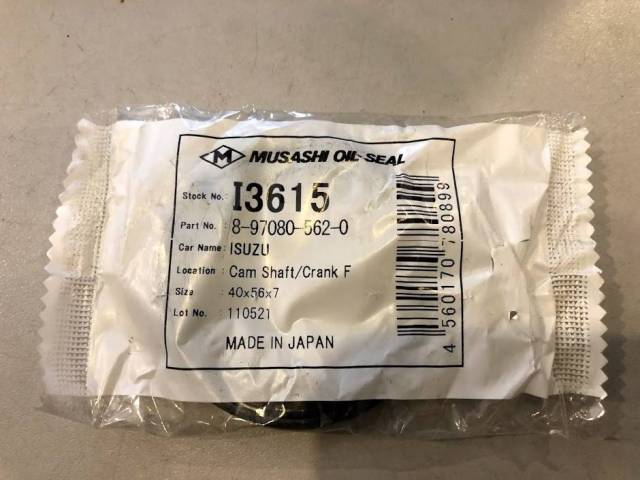 M MUSASHI OIL SEAL
Stock No. I3615
Part No. : 8-97080-562-0
Car Name: ISUZU
Location : Cam Shaft/Crank F
Size : 40x56x7
Lot No. : 110521
MADE IN JAPAN
4 560170 780899